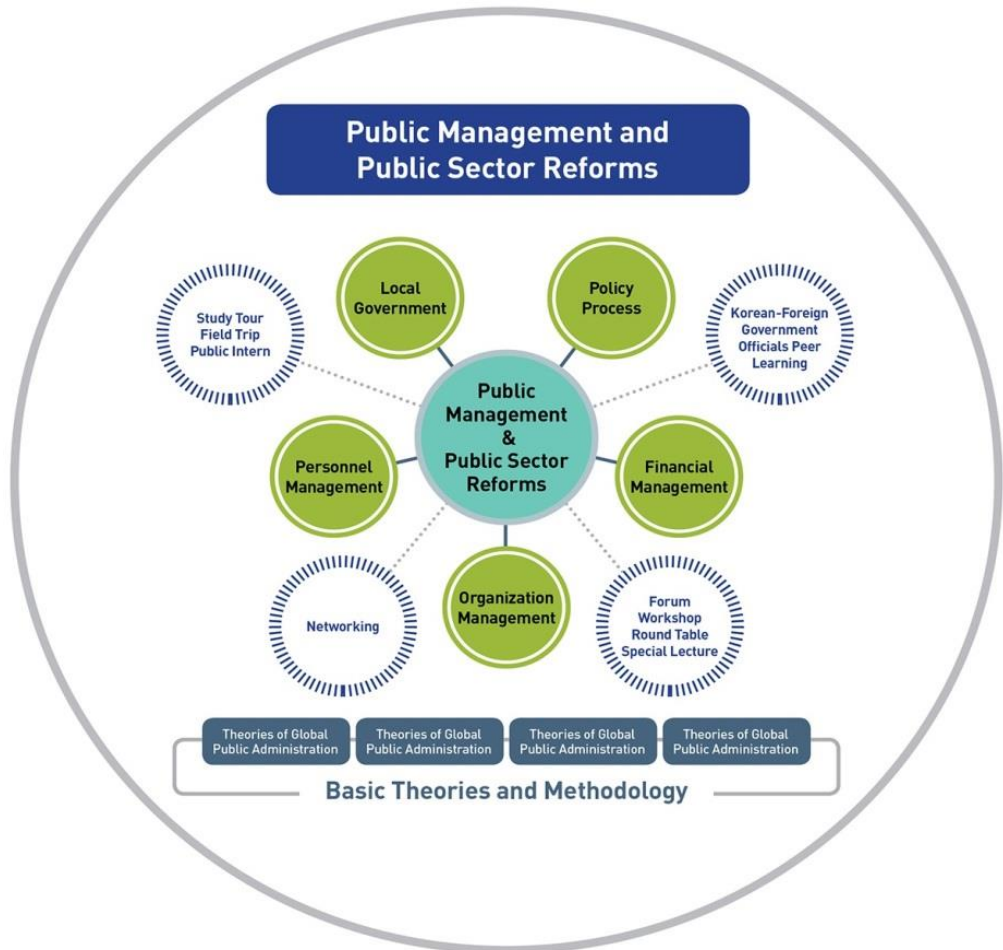 Public Management and
Public Sector Reforms
Local
Government
Policy
Process
Study Tour
Field Trip
Public Intern
Korean-Foreign
Government
Officials Peer
Learning
Public
Management
&
Public Sector
Reforms
Personnel
Management
Financial
Management
Organization
Management
Networking
Forum
Workshop
Round Table
Special Lecture
Theories of Global
Public Administration
Theories of Global
Public Administration
Theories of Global
Public Administration
Theories of Global
Public Administration
Basic Theories and Methodology